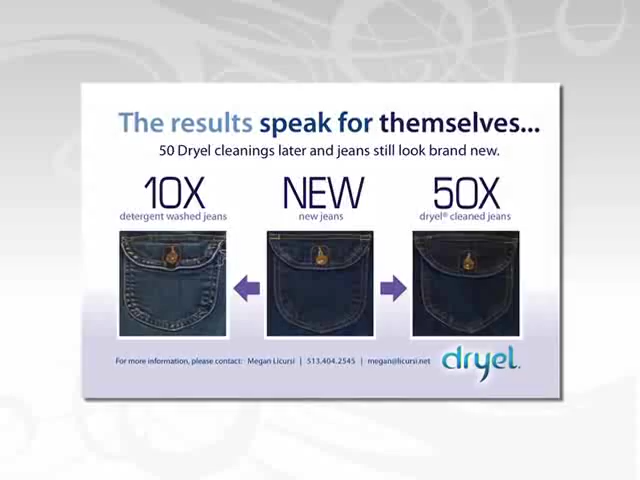 The results speak for themselves...
50 Dryel cleanings later and jeans still look brand new.
10X NEW 50X
detergent washed jeans new jeans dryel® cleaned jeans
For more information, please contact: Megan Licursi | 513.404.2545 | megan@licursi.net
dryel.